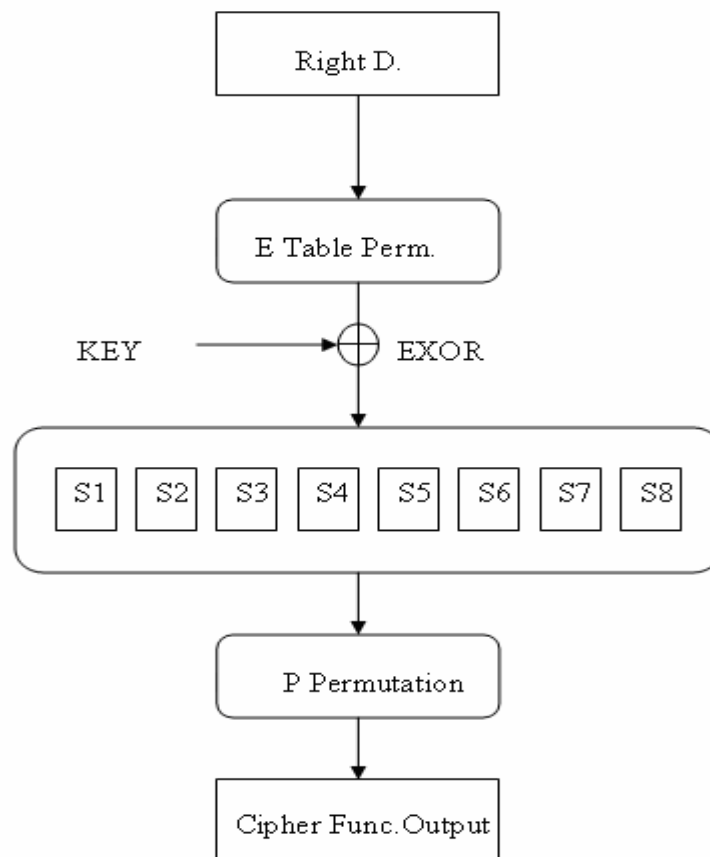 Right D.
E Table Perm.
KEY EXOR
S1 S2 S3 S4 S5 S6 S7 S8
P Permutation
Cipher Func.Output